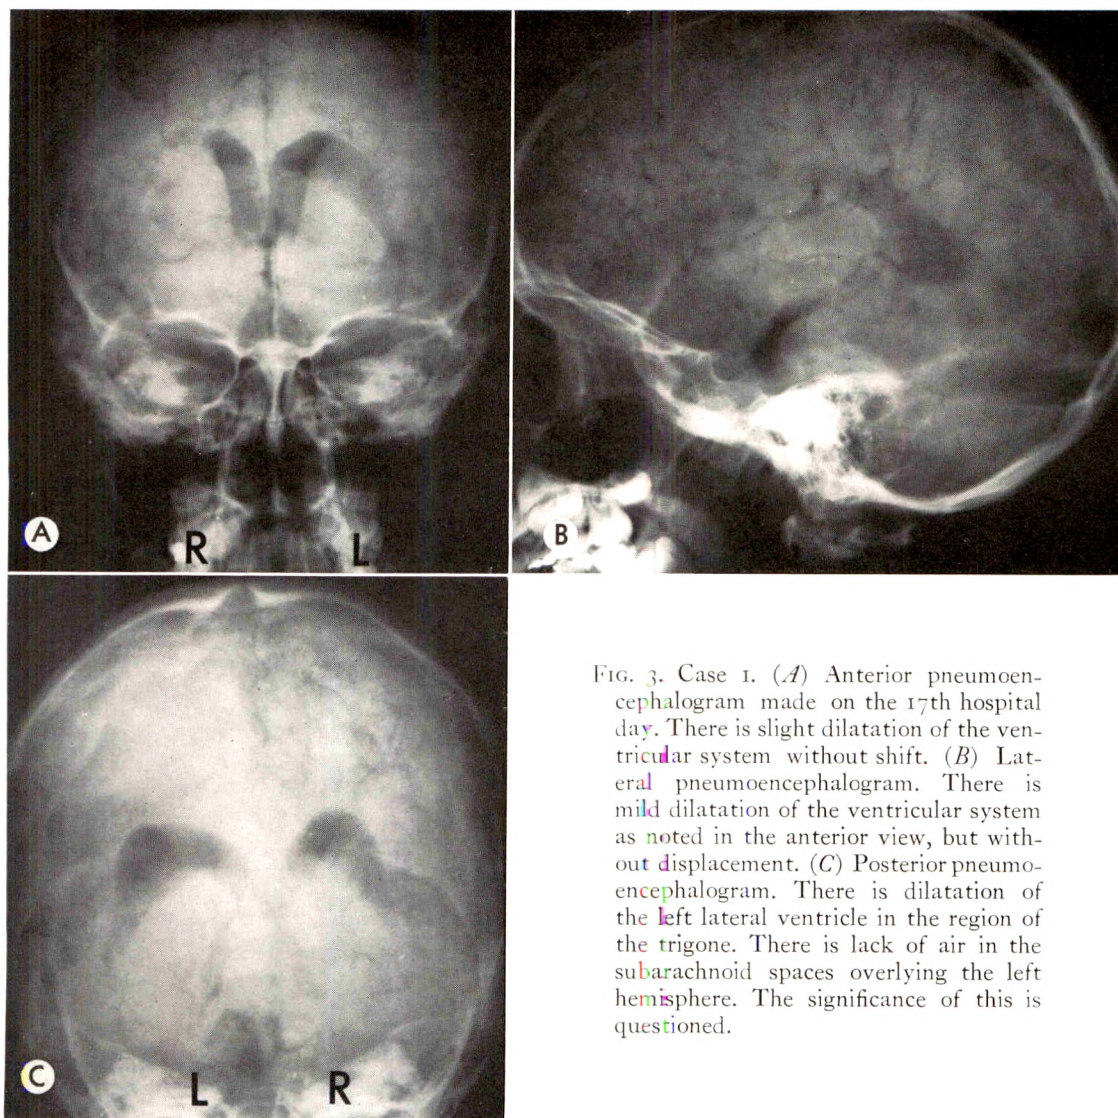 A
R
L
B
C
L
R
Fig. 3. Case 1. (A) Anterior pneumoen-
cephalogram made on the 17th hospital
day. There is slight dilatation of the ven-
tricular system without shift. (B) Lat-
eral pneumoencephalogram. There is
mild dilatation of the ventricular system
as noted in the anterior view, but with-
out displacement. (C) Posterior pneumo-
encephalogram. There is dilatation of
the left lateral ventricle in the region of
the trigone. There is lack of air in the
subarachnoid spaces overlying the left
hemisphere. The significance of this is
questioned.